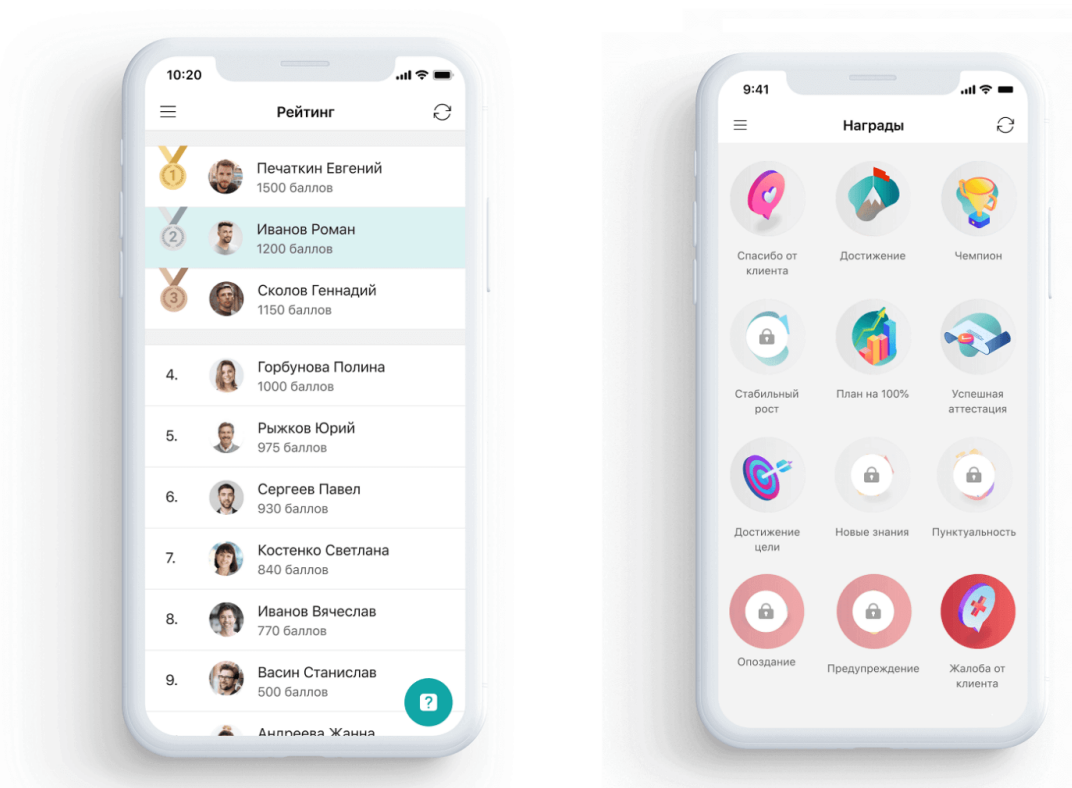 10:20
Рейтинг
1
Печаткин Евгений
1500 баллов
2
Иванов Роман
1200 баллов
3
Сколов Геннадий
1150 баллов
4.
Горбунова Полина
1000 баллов
5.
Рыжков Юрий
975 баллов
6.
Сергеев Павел
930 баллов
7.
Костенко Светлана
840 баллов
8.
Иванов Вячеслав
770 баллов
9.
Васин Станислав
500 баллов
?
Андреева Жанна
9:41
Награды
Спасибо от
клиента
Достижение
Чемпион
Стабильный
рост
План на 100%
Успешная
аттестация
Достижение
цели
Новые знания
Пунктуальность
Опоздание
Предупреждение
Жалоба от
клиента